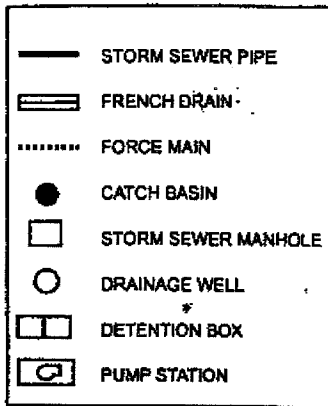 STORM SEWER PIPE
FRENCH DRAIN
FORCE MAIN
CATCH BASIN
STORM SEWER MANHOLE
DRAINAGE WELL
DETENTION BOX
PUMP STATION